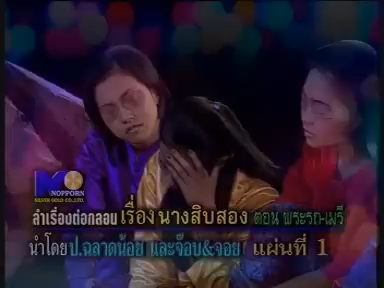 NOPPORN
SILVER GOLD CO.,LTD.
ลำเรื่องต่อกลอน เรื่อง นางสิบสอง ตอน พระรถ-เมรี
นำโดย ป.ฉลาดน้อย และจ๊อบ&จอย แผ่นที่ 1